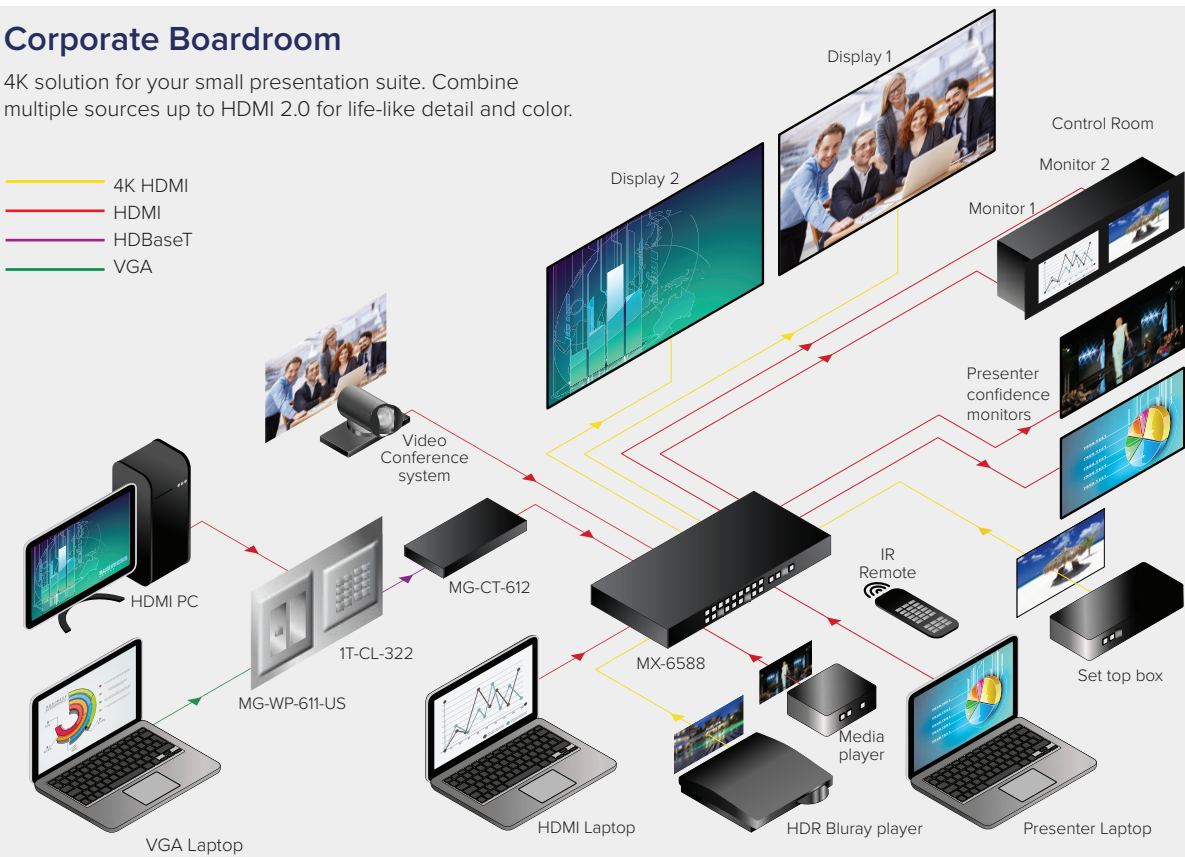 Corporate Boardroom
4K solution for your small presentation suite. Combine
multiple sources up to HDMI 2.0 for life-like detail and color.
4K HDMI
HDMI
HDBaseT
VGA
Display 1
Display 2
Control Room
Monitor 2
Monitor 1
Presenter
confidence
monitors
Video
Conference
system
HDMI PC
MG-CT-612
IR
Remote
1T-CL-322
MG-WP-611-US
MX-6588
Set top box
Media
player
VGA Laptop
HDMI Laptop
HDR Bluray player
Presenter Laptop